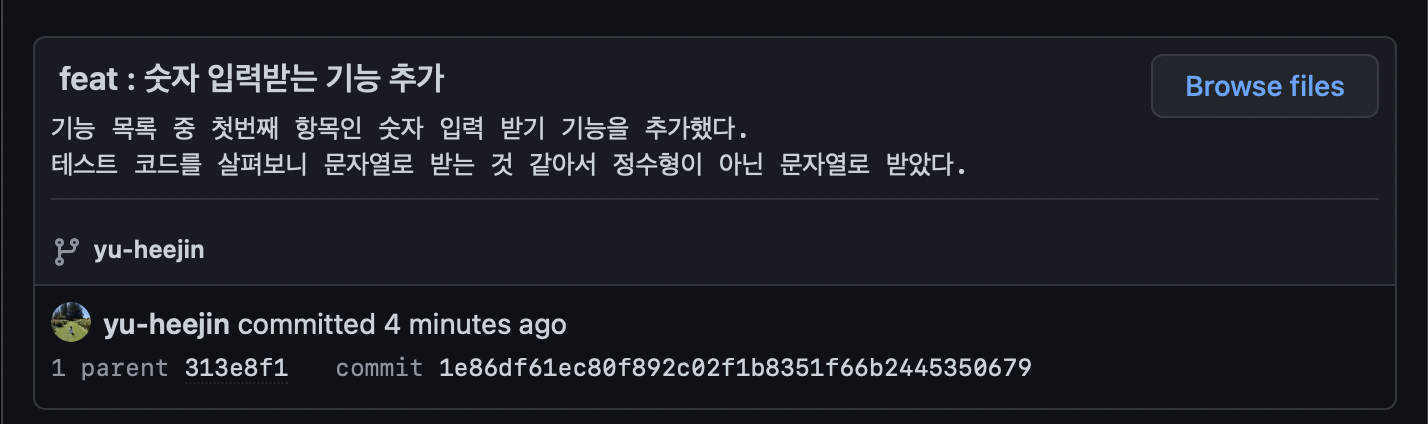 feat : 숫자 입력받는 기능 추가
Browse files
기능 목록 중 첫번째 항목인 숫자 입력 받기 기능을 추가했다.
테스트 코드를 살펴보니 문자열로 받는 것 같아서 정수형이 아닌 문자열로 받았다.
yu-heejin
yu-heejin committed 4 minutes ago
1 parent 313e8f1 commit 1e86df61ec80f892c02f1b8351f66b2445350679